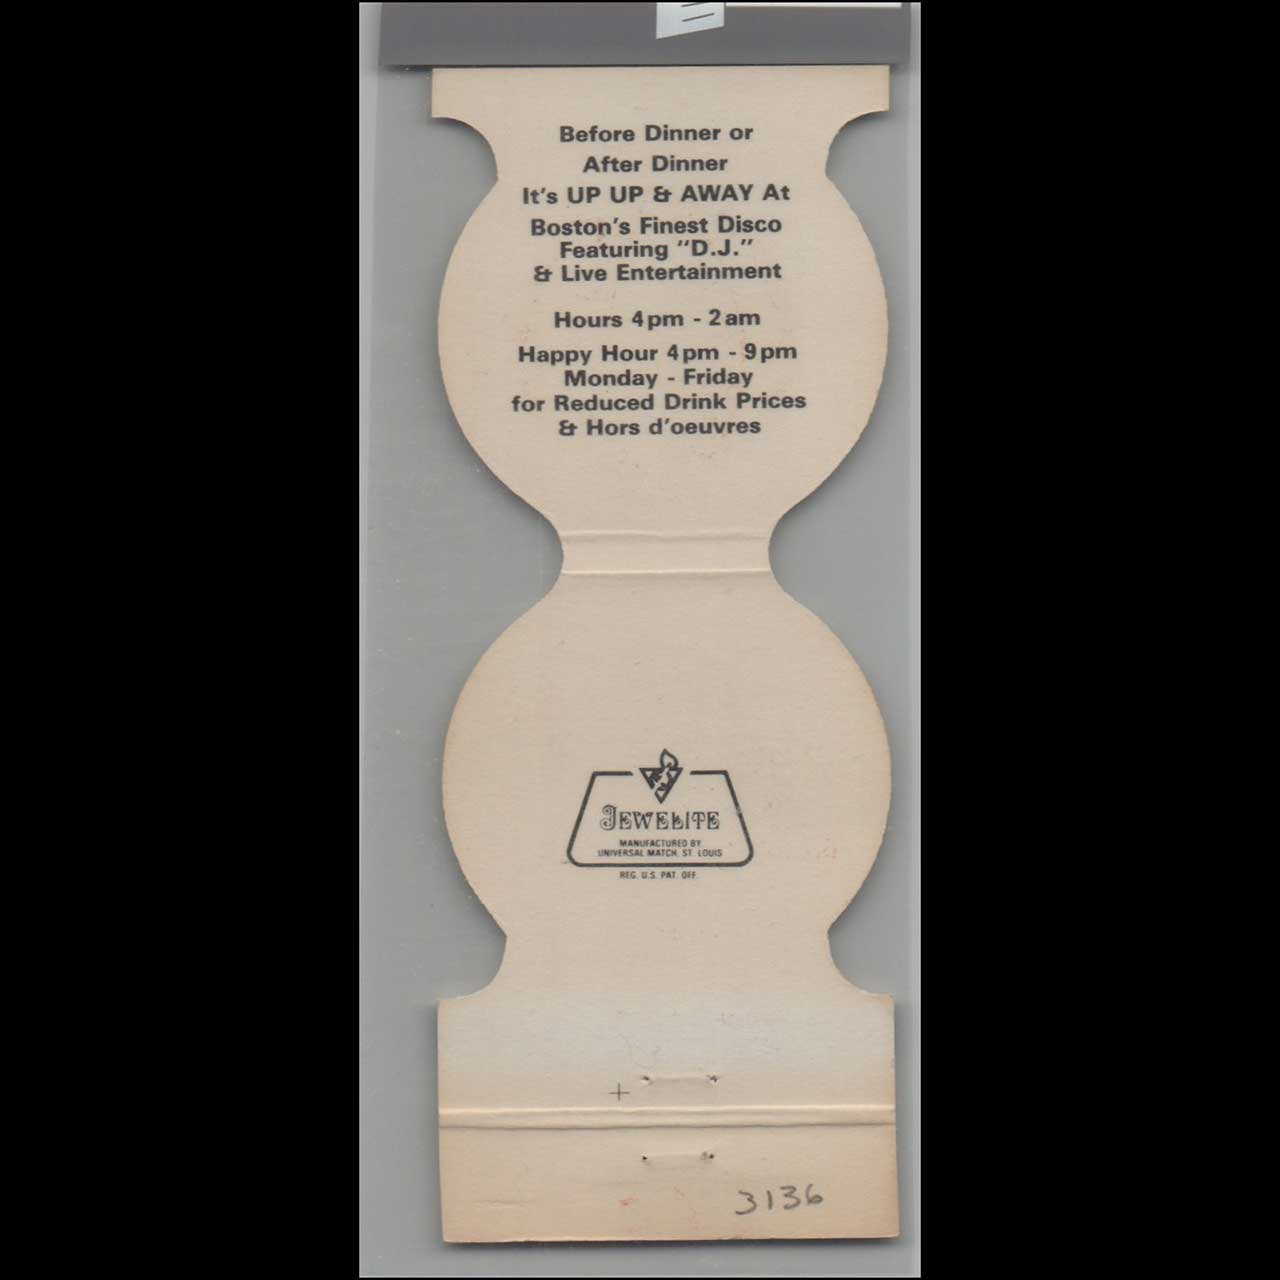 Before Dinner or
After Dinner
It's UP UP & AWAY At
Boston's Finest Disco
Featuring "D.J."
& Live Entertainment
Hours 4pm - 2am
Happy Hour 4pm - 9pm
Monday - Friday
for Reduced Drink Prices
& Hors d'oeuvres
JEWELITE
MANUFACTURED BY
UNIVERSAL MATCH, ST. LOUIS
REG. U.S. PAT. OFF.
3136